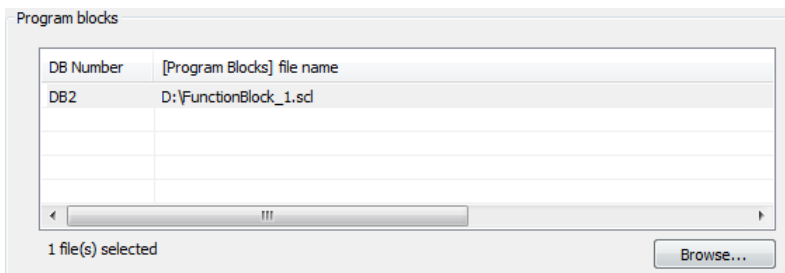 Program blocks
DB Number [Program Blocks] file name
DB2 D:\FunctionBlock_1.scl
1 file(s) selected
Browse...